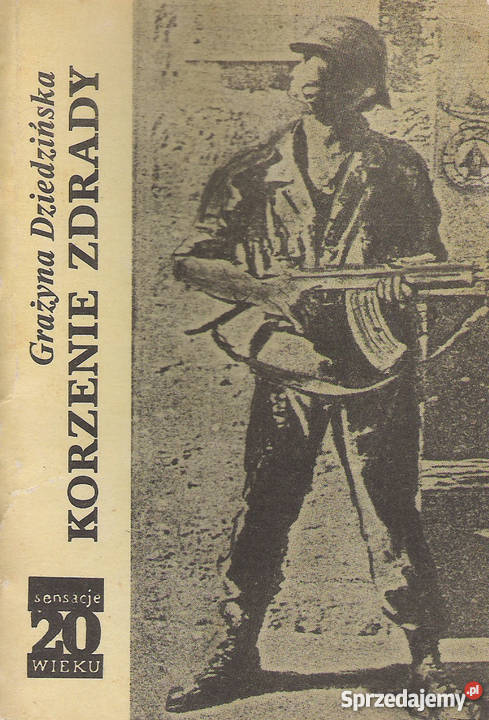 Grażyna Dziedzińska
KORZENIE ZDRADY
sensacje
20
WIEKU
Sprzedajemy.pl